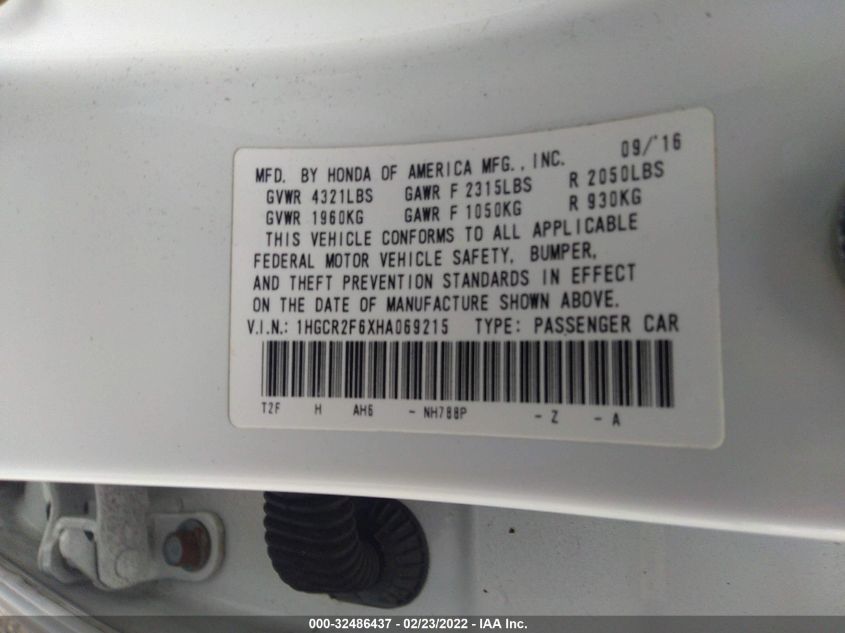 09/'16
MFD. BY HONDA OF AMERICA MFG., INC.
GVWR 4321LBS GAWR F 2315LBS R 2050LBS
GVWR 1960KG GAWR F 1050KG R 930KG
THIS VEHICLE CONFORMS TO ALL APPLICABLE
FEDERAL MOTOR VEHICLE SAFETY, BUMPER,
AND THEFT PREVENTION STANDARDS IN EFFECT
ON THE DATE OF MANUFACTURE SHOWN ABOVE.
V.I.N.: 1HGCR2F6XHA069215 TYPE: PASSENGER CAR
T2F H AH6 - NH788P - Z - A
000-32486437 - 02/23/2022 - IAA Inc.